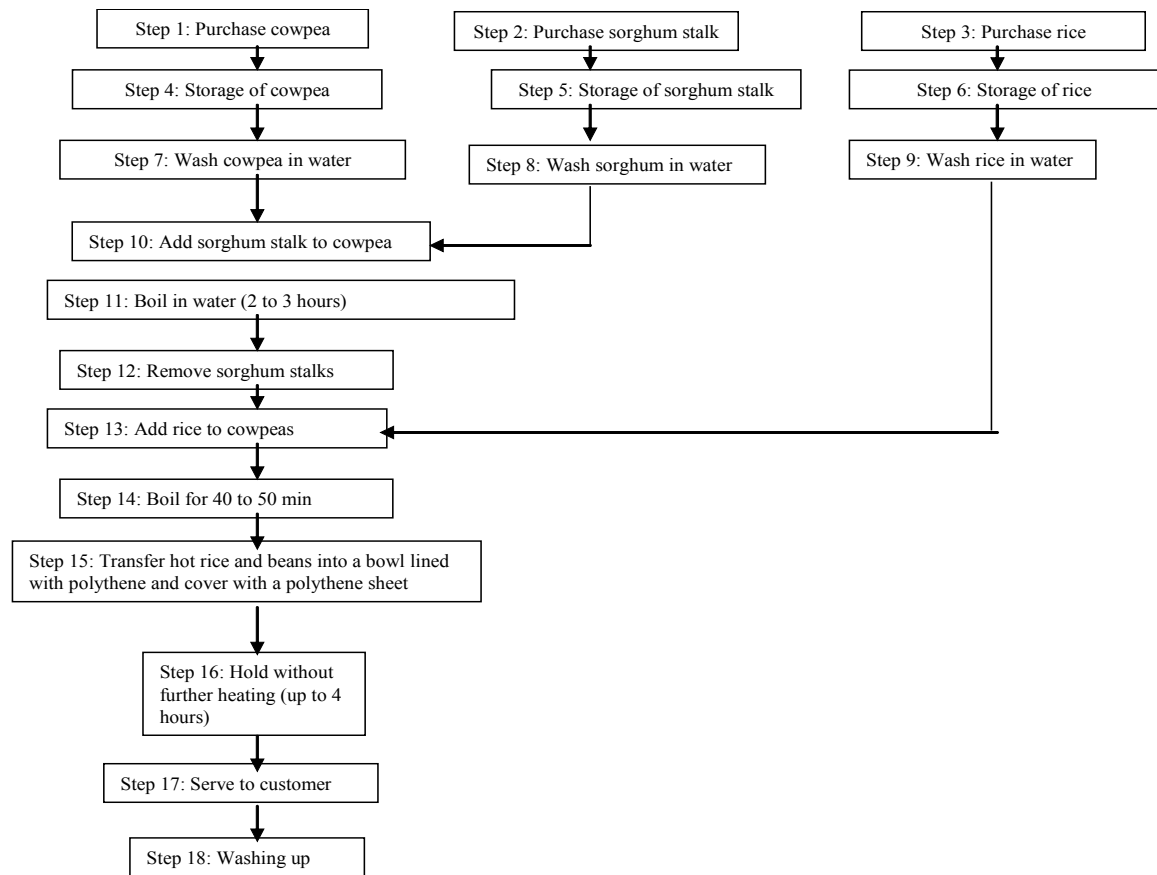 Step 1: Purchase cowpea
Step 2: Purchase sorghum stalk
Step 3: Purchase rice
Step 4: Storage of cowpea
Step 5: Storage of sorghum stalk
Step 6: Storage of rice
Step 7: Wash cowpea in water
Step 8: Wash sorghum in water
Step 9: Wash rice in water
Step 10: Add sorghum stalk to cowpea
Step 11: Boil in water (2 to 3 hours)
Step 12: Remove sorghum stalks
Step 13: Add rice to cowpeas
Step 14: Boil for 40 to 50 min
Step 15: Transfer hot rice and beans into a bowl lined
with polythene and cover with a polythene sheet
Step 16: Hold without
further heating (up to 4
hours)
Step 17: Serve to customer
Step 18: Washing up